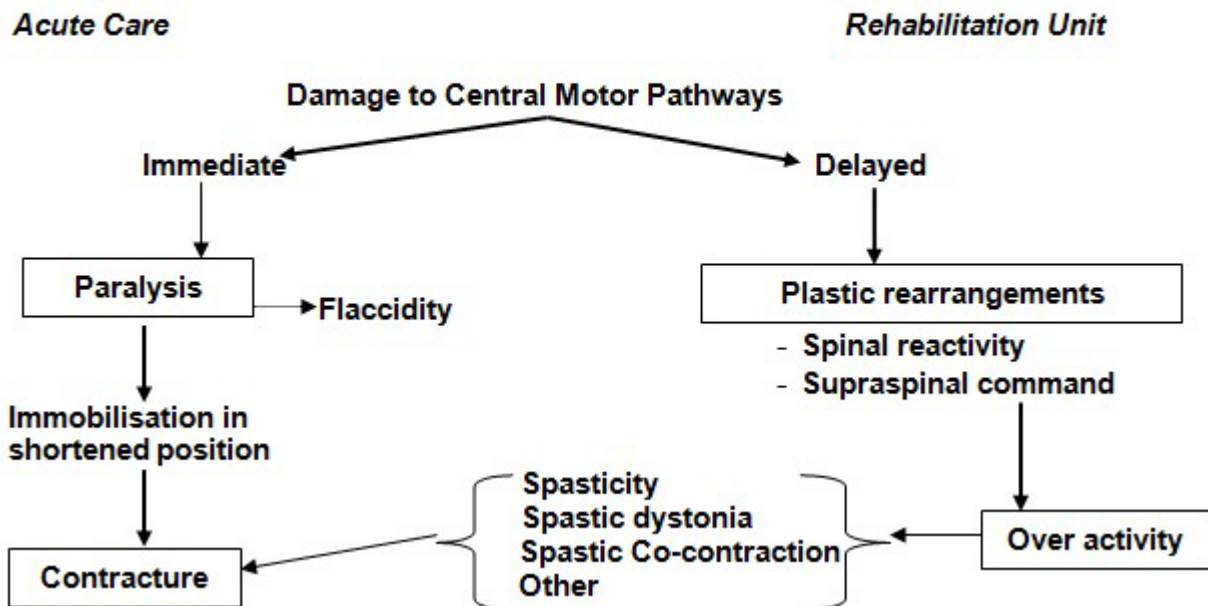 Acute Care
Rehabilitation Unit
Damage to Central Motor Pathways
Immediate
Delayed
Paralysis
Flaccidity
Plastic rearrangements
- Spinal reactivity
- Supraspinal command
Immobilisation in
shortened position
Spasticity
Spastic dystonia
Spastic Co-contraction
Other
Over activity
Contracture